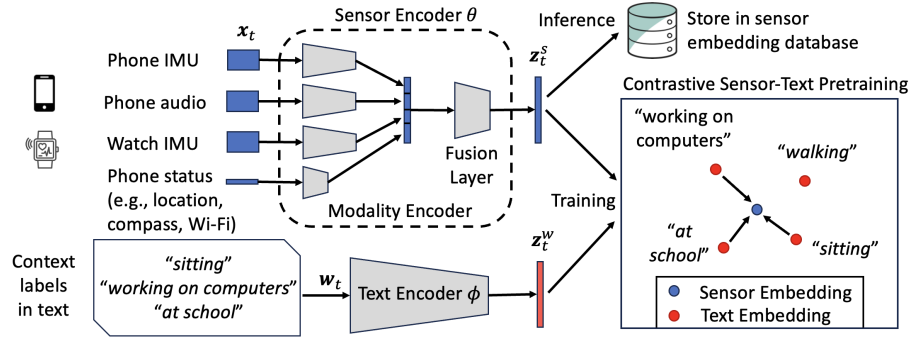 Sensor Encoder θ
x_t
Phone IMU
Phone audio
Watch IMU
Phone status
(e.g., location,
compass, Wi-Fi)
Fusion
Layer
Modality Encoder
z_t^s
Inference
Store in sensor
embedding database
Training
Context
labels
in text
"sitting"
"working on computers"
"at school"
w_t
Text Encoder ϕ
z_t^w
Contrastive Sensor-Text Pretraining
"working on
computers"
"walking"
"at
school"
"sitting"
Sensor Embedding
Text Embedding